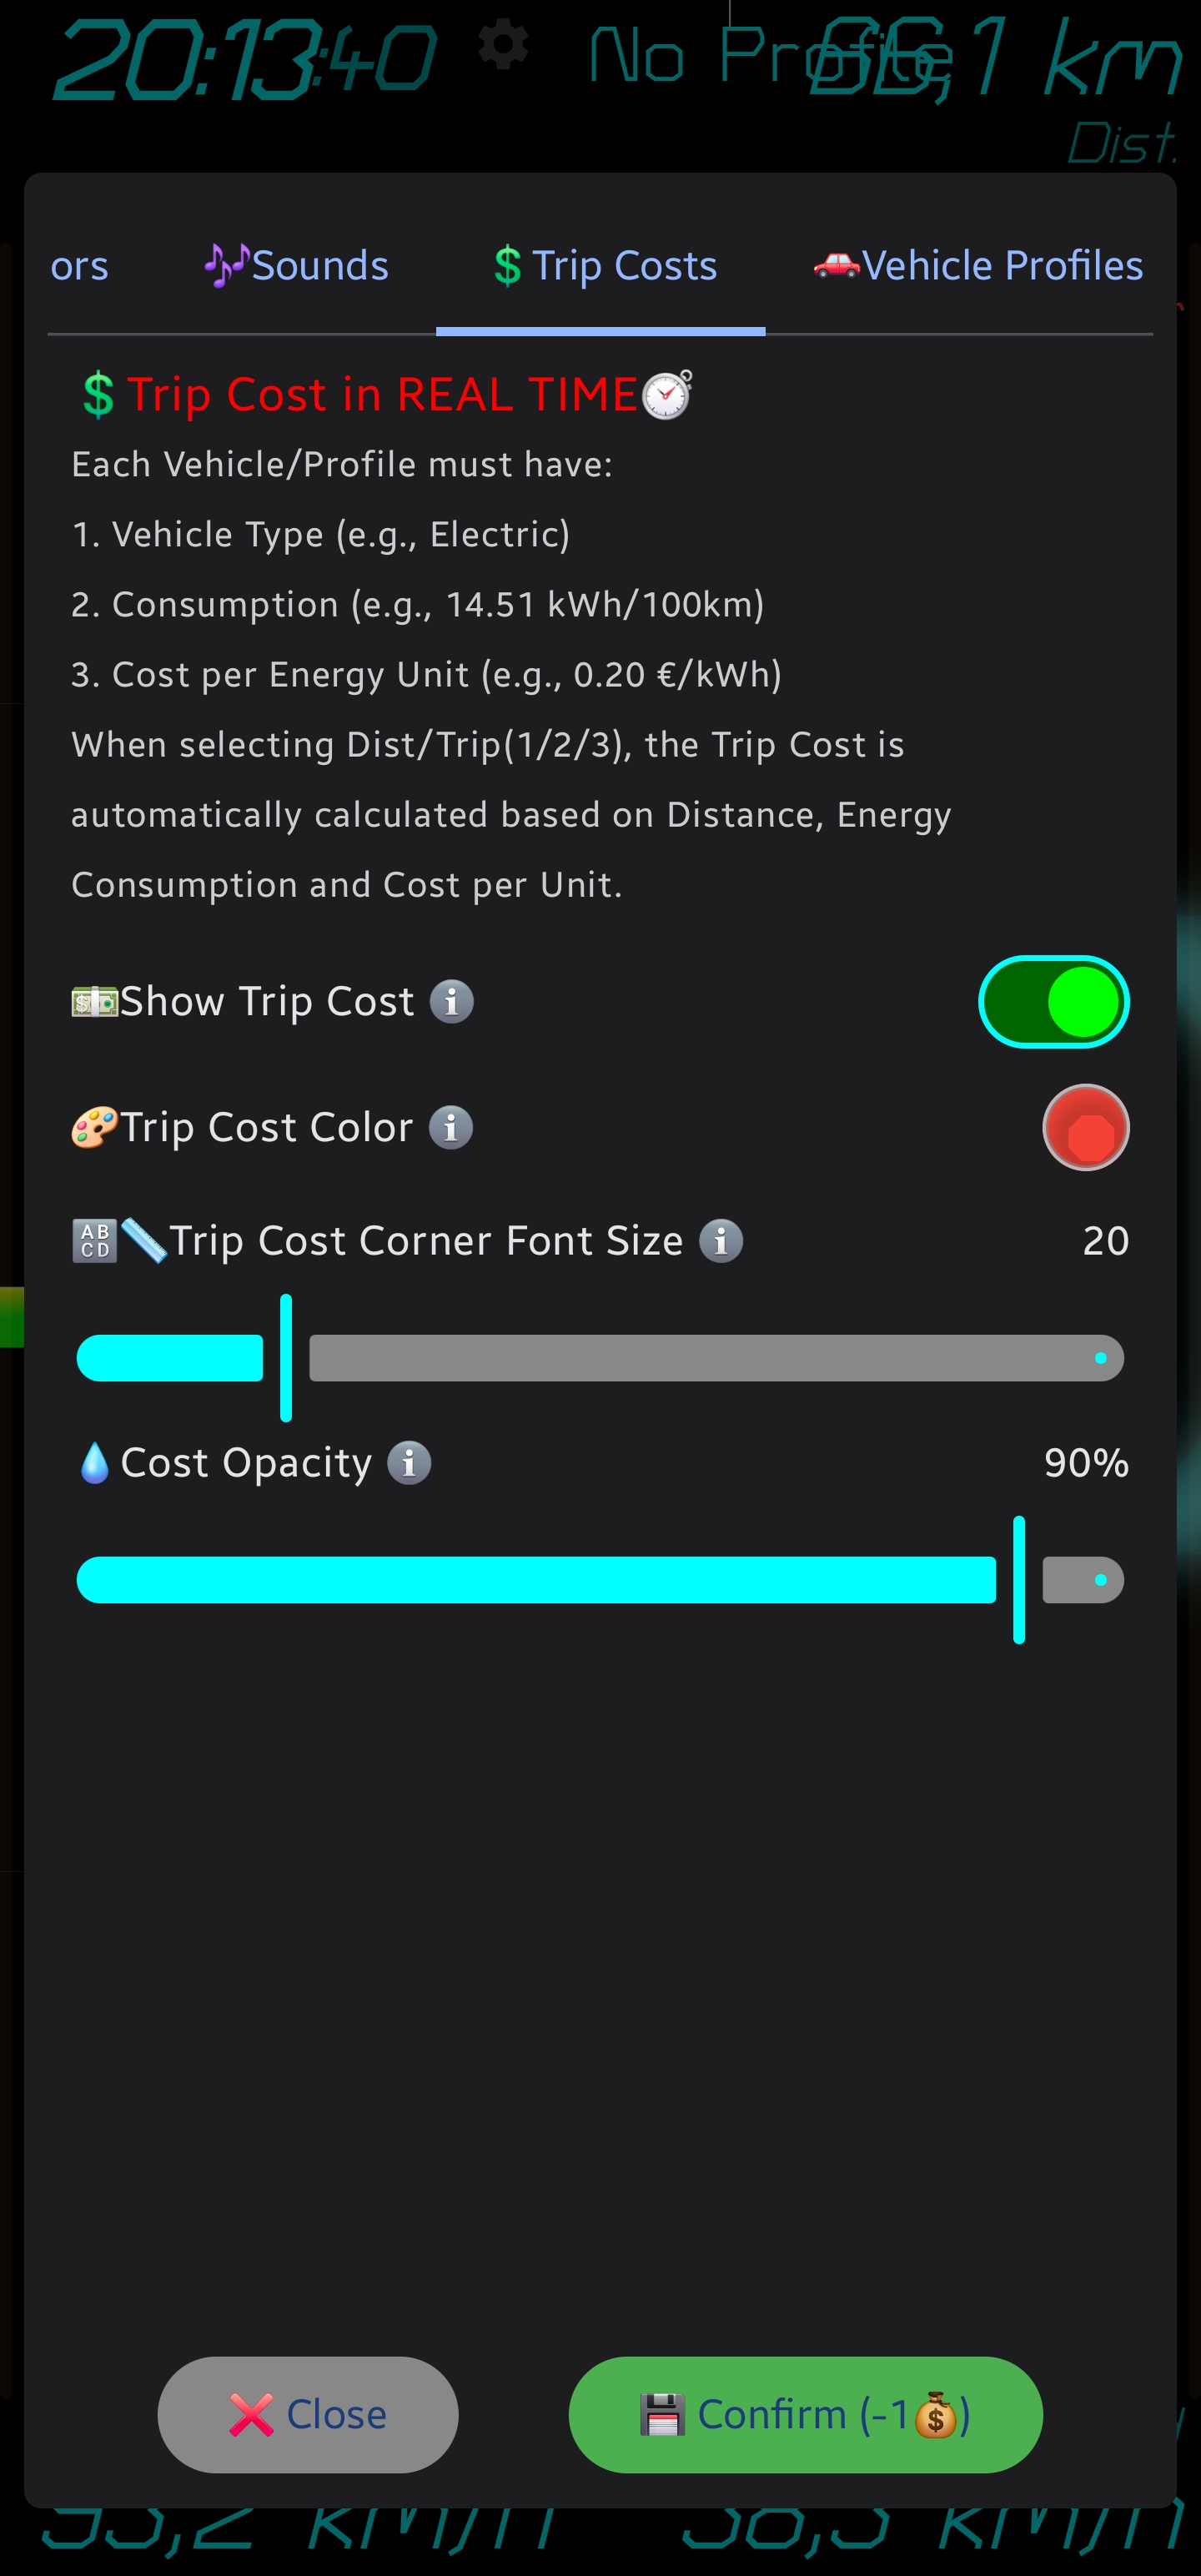 20:13:40
No Profile
66,1 km
Dist.
ors
🎶Sounds
💲Trip Costs
🚗Vehicle Profiles
💲Trip Cost in REAL TIME⏱
Each Vehicle/Profile must have:
1. Vehicle Type (e.g., Electric)
2. Consumption (e.g., 14.51 kWh/100km)
3. Cost per Energy Unit (e.g., 0.20 €/kWh)
When selecting Dist/Trip(1/2/3), the Trip Cost is
automatically calculated based on Distance, Energy
Consumption and Cost per Unit.
💵Show Trip Cost ℹ️
🎨Trip Cost Color ℹ️
🔠📏Trip Cost Corner Font Size ℹ️ 20
💧Cost Opacity ℹ️ 90%
❌ Close
💾 Confirm (-1💰)